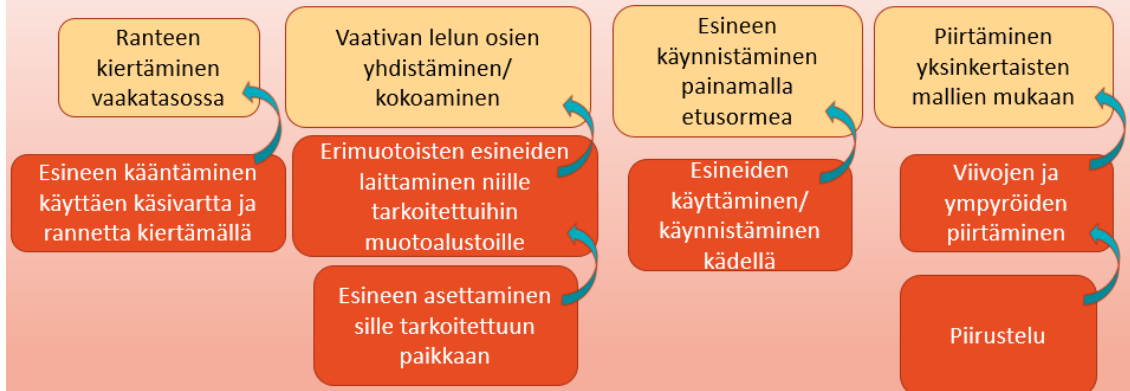 Ranteen
kiertäminen
vaakatasossa
Vaativan lelun osien
yhdistäminen/
kokoaminen
Esineen
käynnistäminen
painamalla
etusormea
Piirtäminen
yksinkertaisten
mallien mukaan
Esineen kääntäminen
käyttäen käsivartta ja
rannetta kiertämällä
Erimuotoisten esineiden
laittaminen niille
tarkoitettuihin
muotoalustoille
Esineiden
käyttäminen/
käynnistäminen
kädellä
Viivojen ja
ympyröiden
piirtäminen
Esineen asettaminen
sille tarkoitettuun
paikkaan
Piirustelu